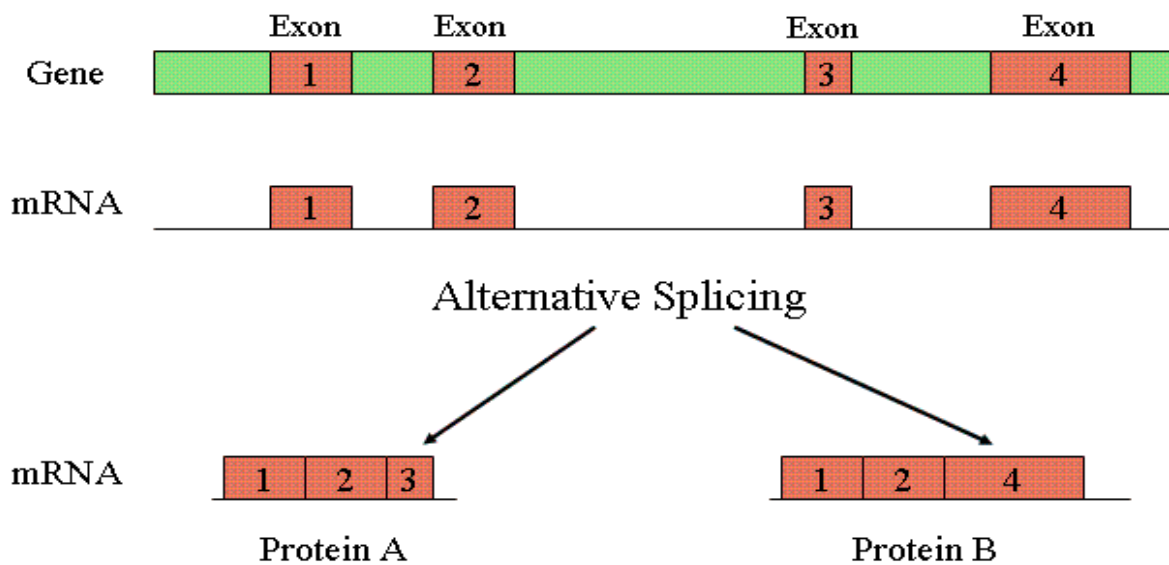 Exon Exon Exon Exon
Gene 1 2 3 4
mRNA 1 2 3 4
Alternative Splicing
mRNA 1 2 3 1 2 4
Protein A Protein B